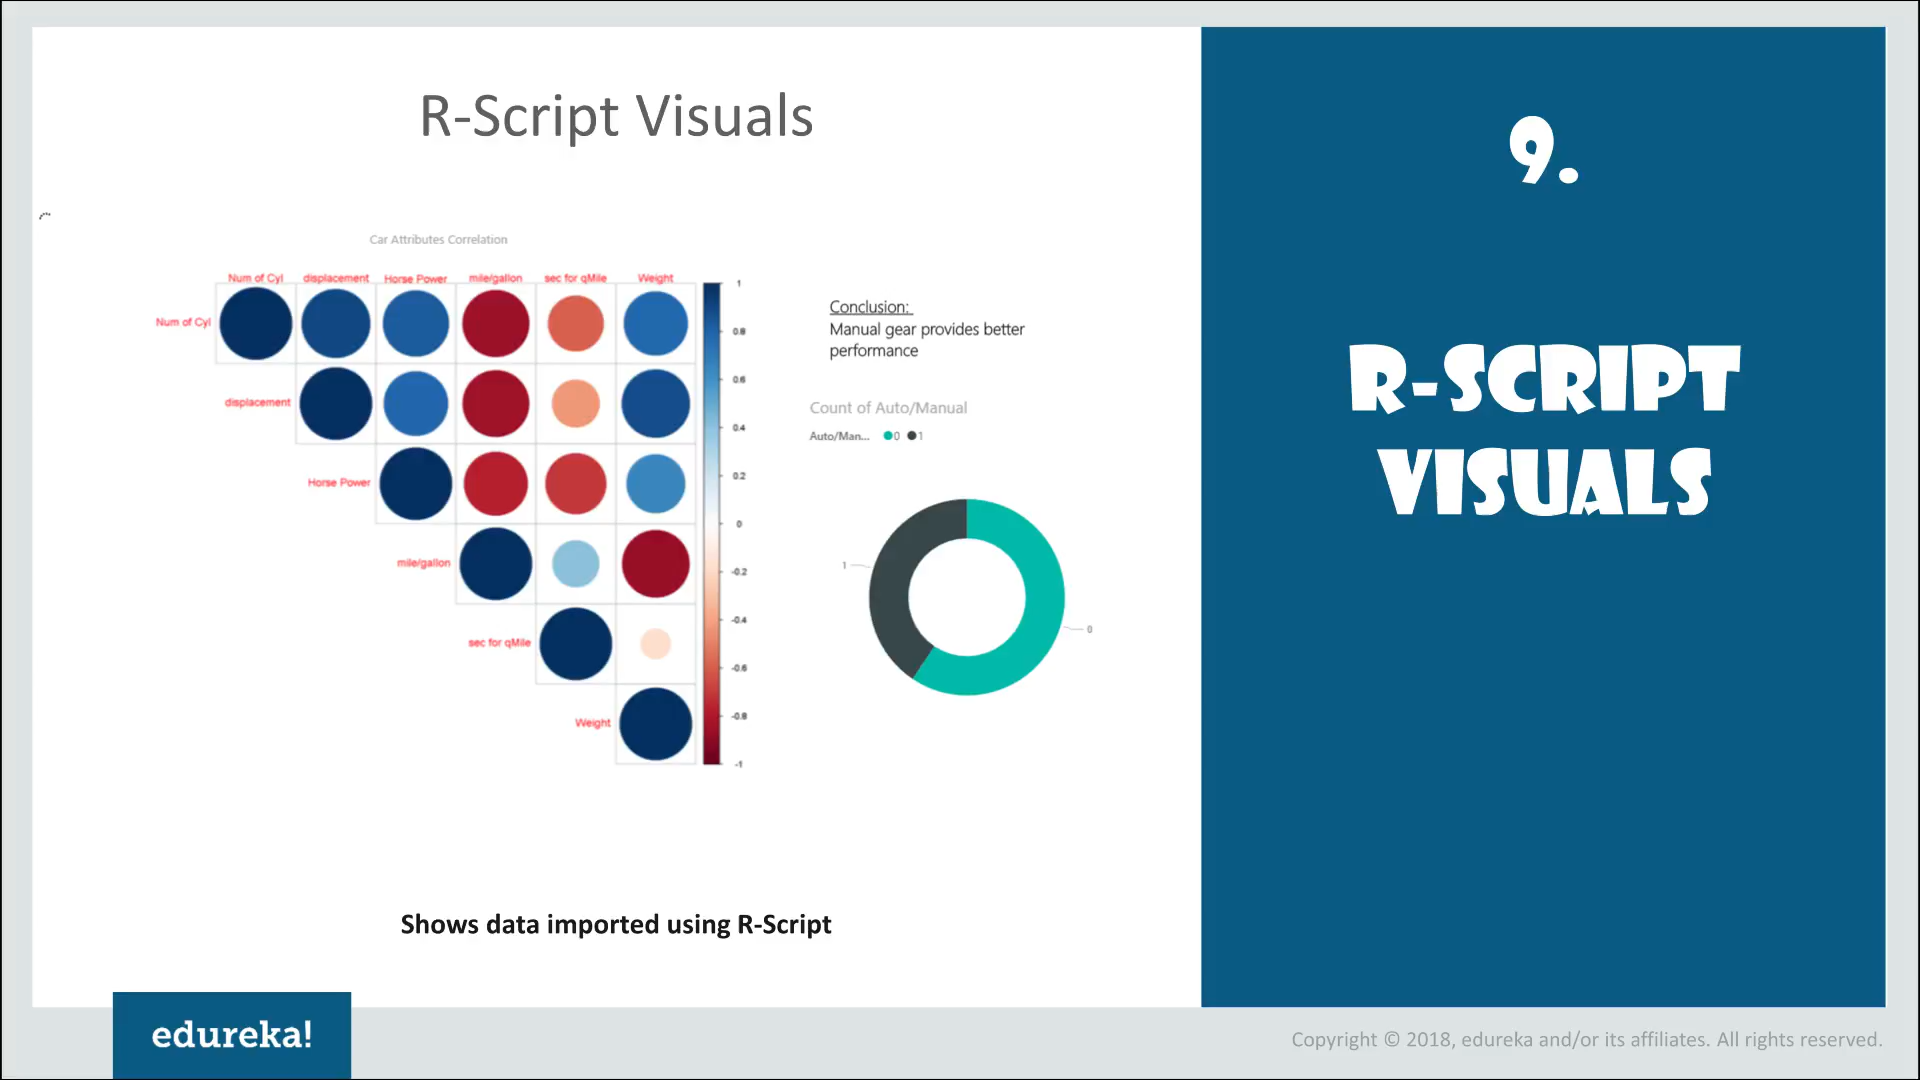 R-Script Visuals
Car Attributes Correlation
Num of Cyl displacement Horse Power mile/gallon sec for qMile Weight
Num of Cyl
displacement
Horse Power
mile/gallon
sec for qMile
Weight
1
0.8
0.6
0.4
0.2
0
-0.2
-0.4
-0.6
-0.8
-1
Conclusion:
Manual gear provides better
performance
Count of Auto/Manual
Auto/Man... 0 1
1
0
Shows data imported using R-Script
9.
R-SCRIPT
VISUALS
edureka!
Copyright © 2018, edureka and/or its affiliates. All rights reserved.